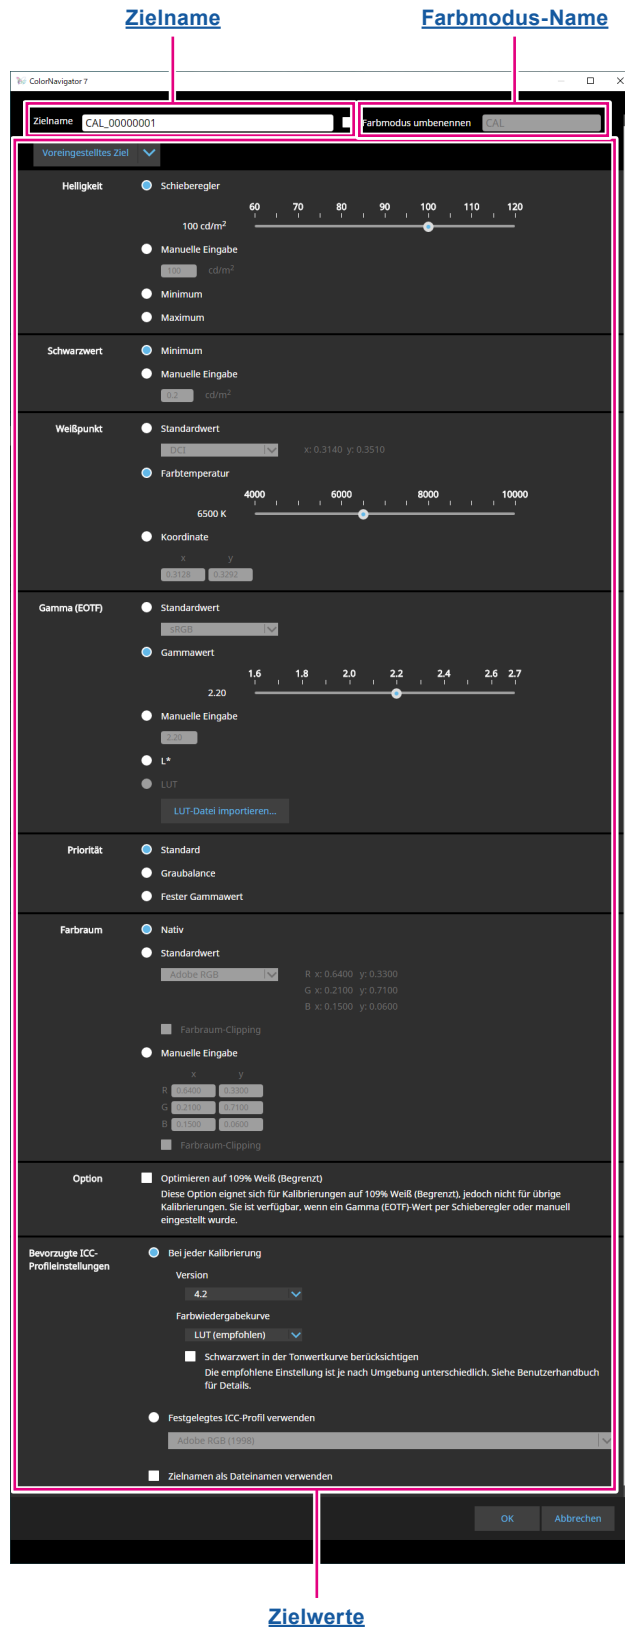 Zielname Farbmodus-Name
ColorNavigator 7
Zielname CAL_00000001 Farbmodus umbenennen CAL
Voreingestelltes Ziel
Helligkeit Schieberegler
60 70 80 90 100 110 120
100 cd/m²
Manuelle Eingabe
100 cd/m²
Minimum
Maximum
Schwarzwert Minimum
Manuelle Eingabe
0.2 cd/m²
Weißpunkt Standardwert
DCI x: 0.3140 y: 0.3510
Farbtemperatur
4000 6000 8000 10000
6500 K
Koordinate
x y
0.3128 0.3292
Gamma (EOTF) Standardwert
sRGB
Gammawert
1.6 1.8 2.0 2.2 2.4 2.6 2.7
2.20
Manuelle Eingabe
2.20
L*
LUT
LUT-Datei importieren...
Priorität Standard
Graubalance
Fester Gammawert
Farbraum Nativ
Standardwert
Adobe RGB R x: 0.6400 y: 0.3300
G x: 0.2100 y: 0.7100
B x: 0.1500 y: 0.0600
Farbraum-Clipping
Manuelle Eingabe
x y
R 0.6400 0.3300
G 0.2100 0.7100
B 0.1500 0.0600
Farbraum-Clipping
Option Optimieren auf 109% Weiß (Begrenzt)
Diese Option eignet sich für Kalibrierungen auf 109% Weiß (Begrenzt), jedoch nicht für übrige
Kalibrierungen. Sie ist verfügbar, wenn ein Gamma (EOTF)-Wert per Schieberegler oder manuell
eingestellt wurde.
Bevorzugte ICC- Bei jeder Kalibrierung
Profileinstellungen
Version
4.2
Farbwiedergabekurve
LUT (empfohlen)
Schwarzwert in der Tonwertkurve berücksichtigen
Die empfohlene Einstellung ist je nach Umgebung unterschiedlich. Siehe Benutzerhandbuch
für Details.
Festgelegtes ICC-Profil verwenden
Adobe RGB (1998)
Zielnamen als Dateinamen verwenden
OK Abbrechen
Zielwerte